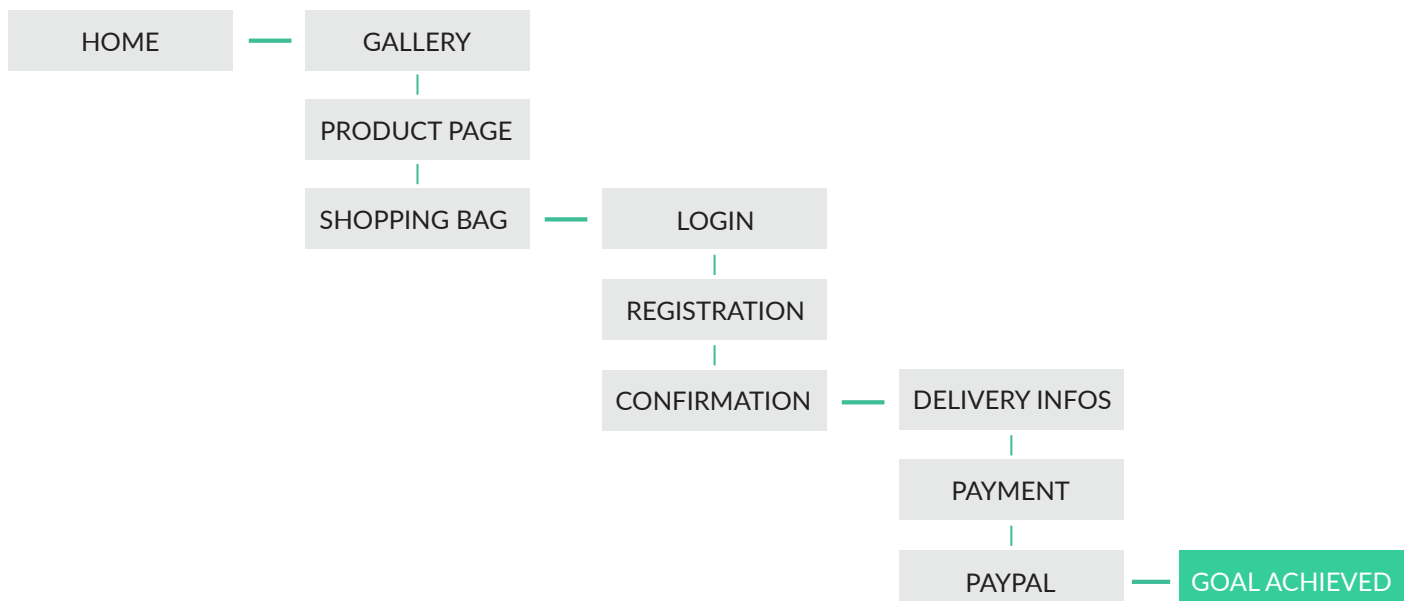 HOME
GALLERY
PRODUCT PAGE
SHOPPING BAG
LOGIN
REGISTRATION
CONFIRMATION
DELIVERY INFOS
PAYMENT
PAYPAL
GOAL ACHIEVED